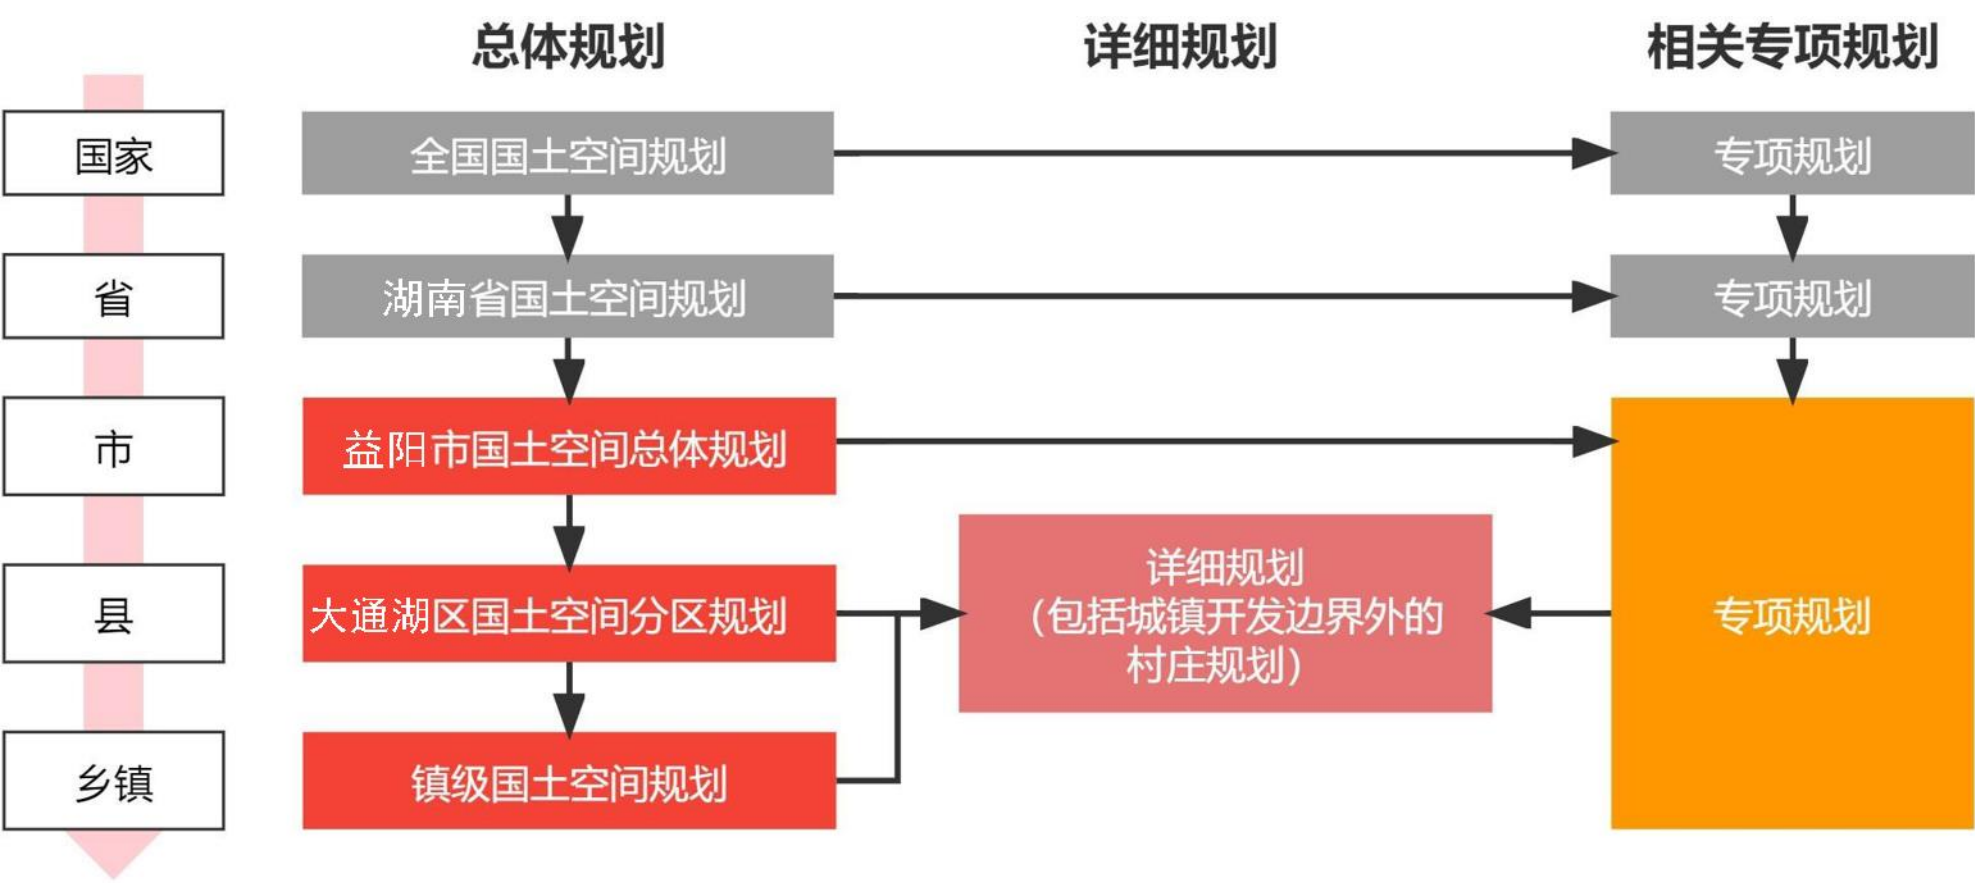 总体规划
详细规划
相关专项规划
国家
全国国土空间规划
专项规划
省
湖南省国土空间规划
专项规划
市
益阳市国土空间总体规划
县
大通湖区国土空间分区规划
详细规划
（包括城镇开发边界外的
村庄规划）
专项规划
乡镇
镇级国土空间规划